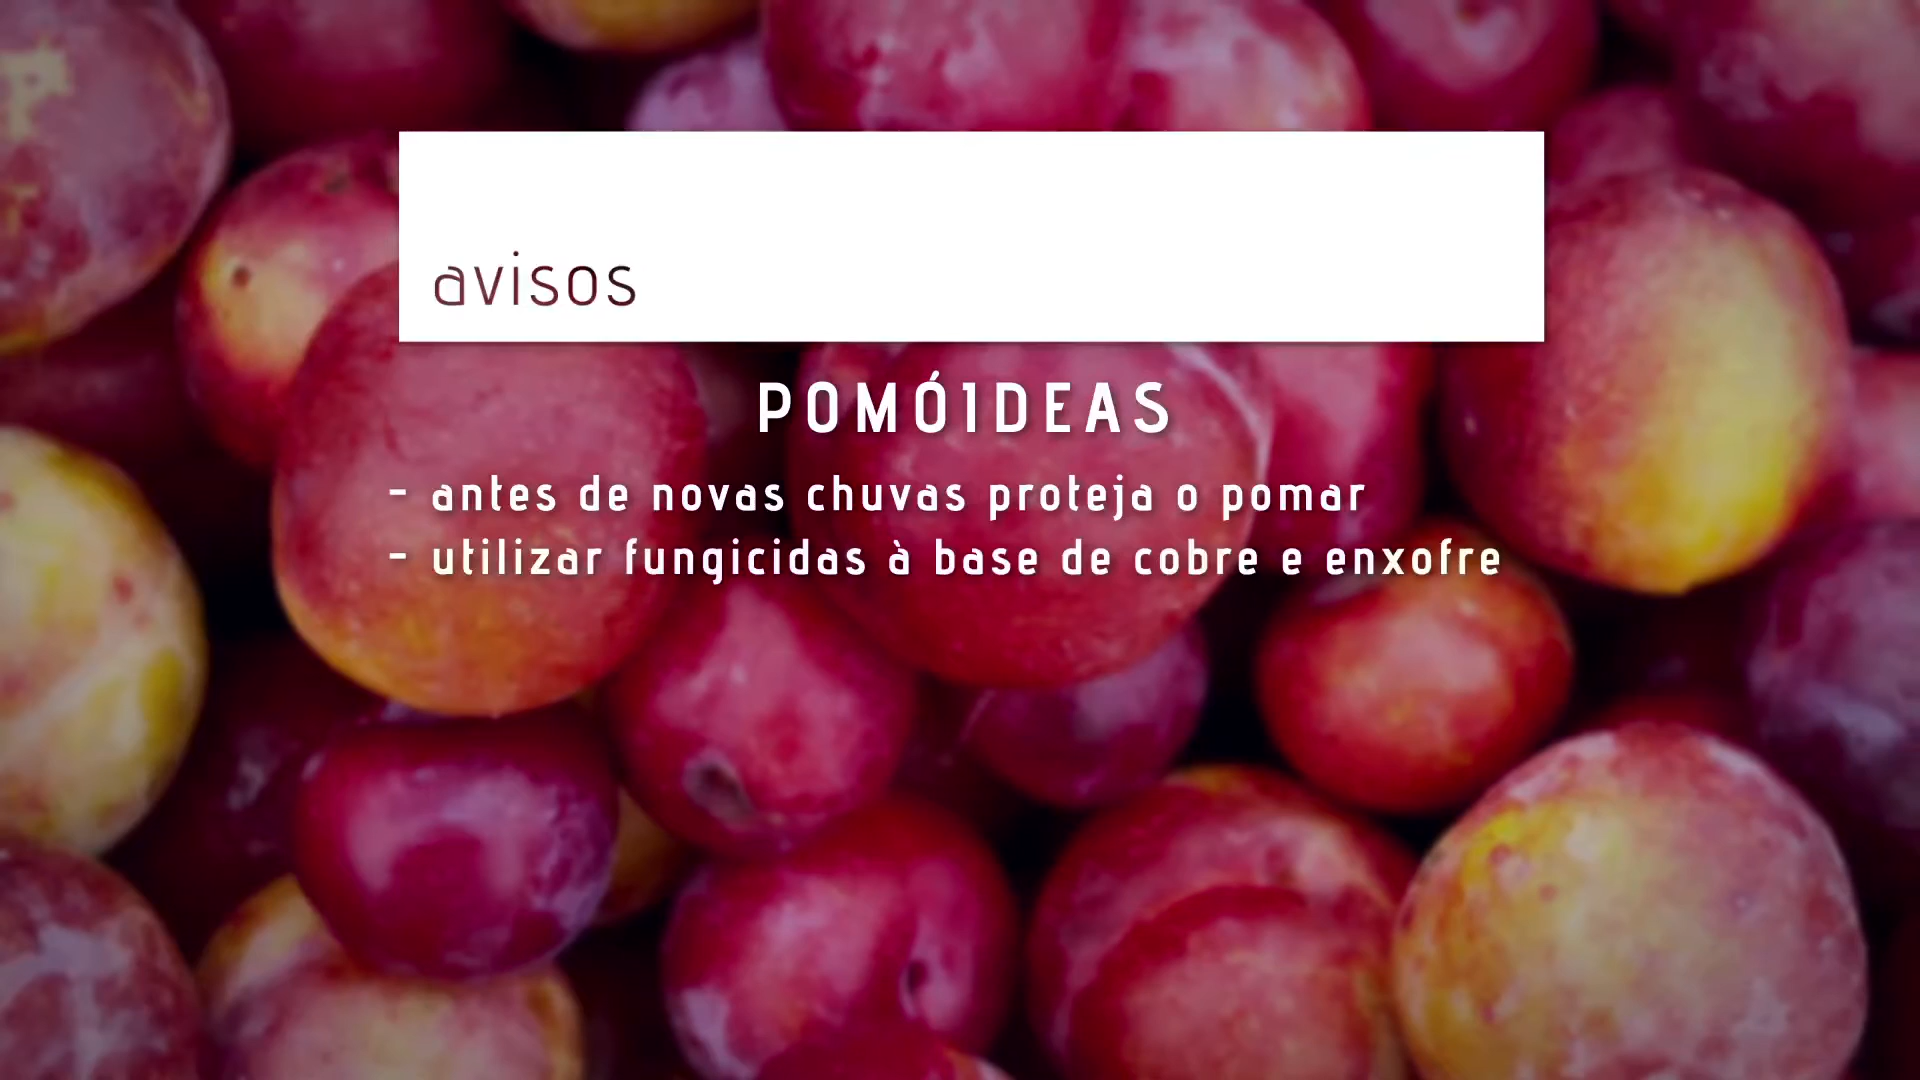 avisos
POMÓIDEAS
- antes de novas chuvas proteja o pomar
- utilizar fungicidas à base de cobre e enxofre